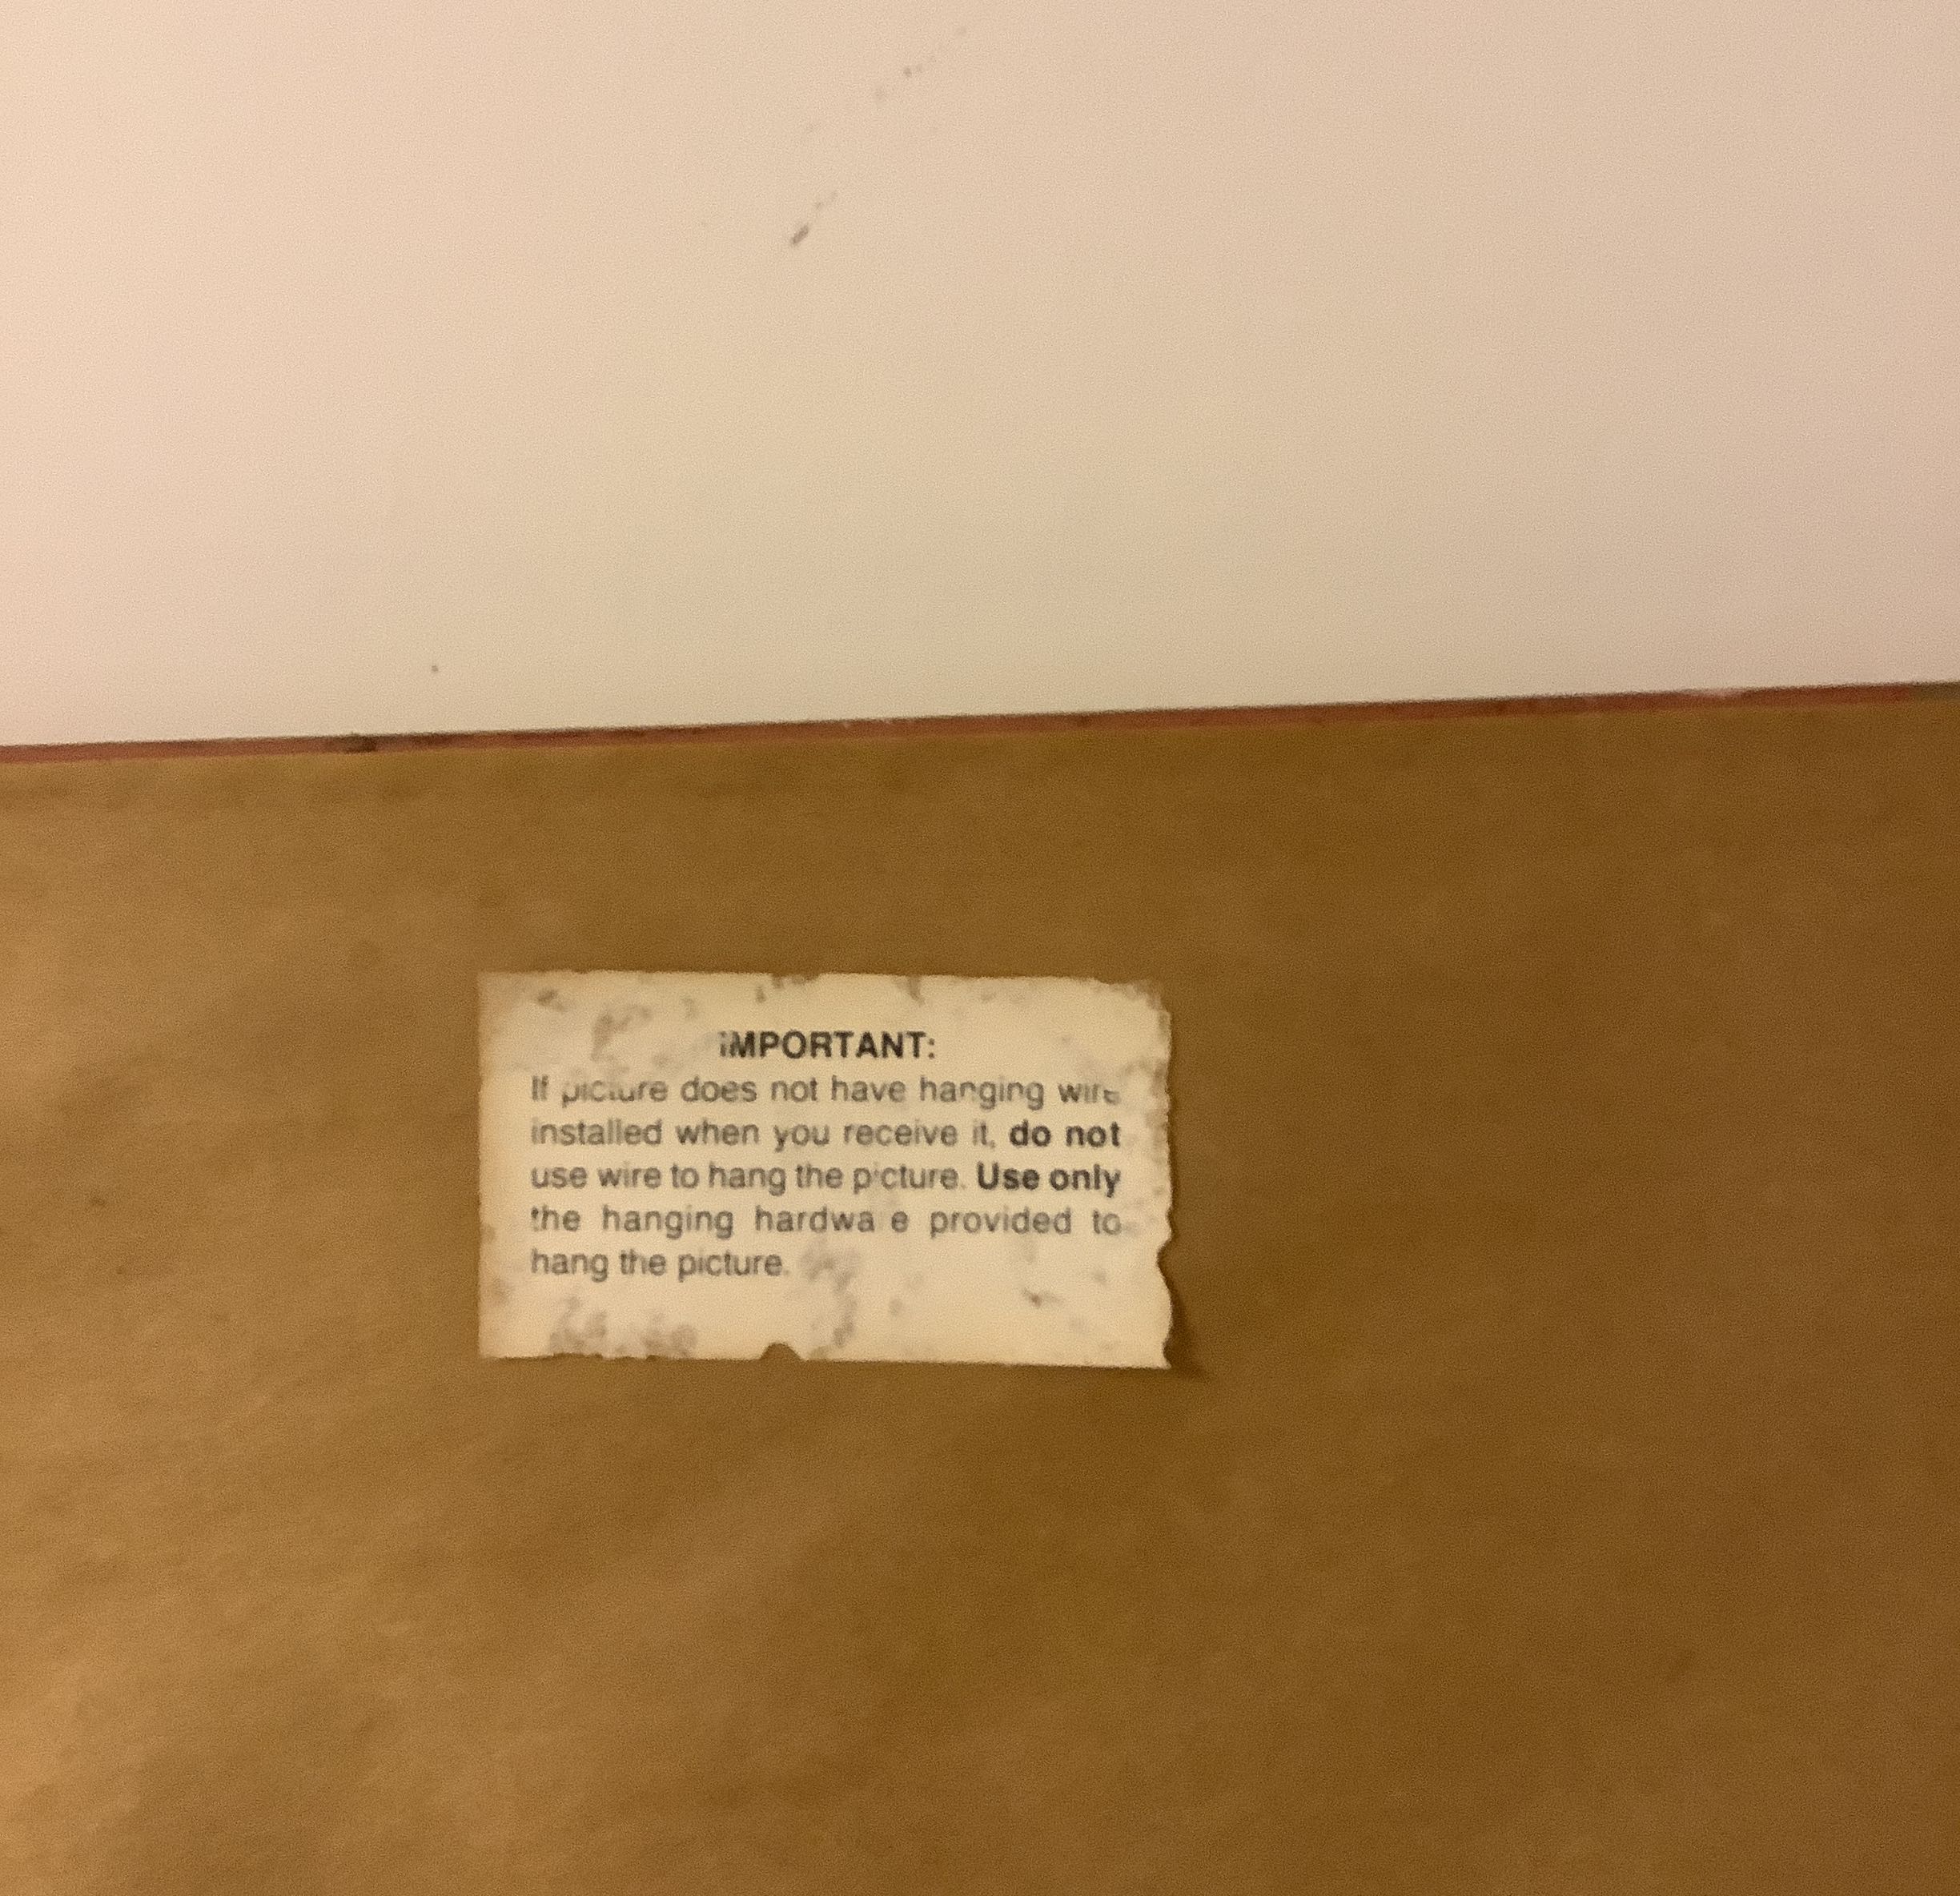 IMPORTANT:
If picture does not have hanging wire
installed when you receive it, do not
use wire to hang the picture. Use only
the hanging hardware provided to
hang the picture.